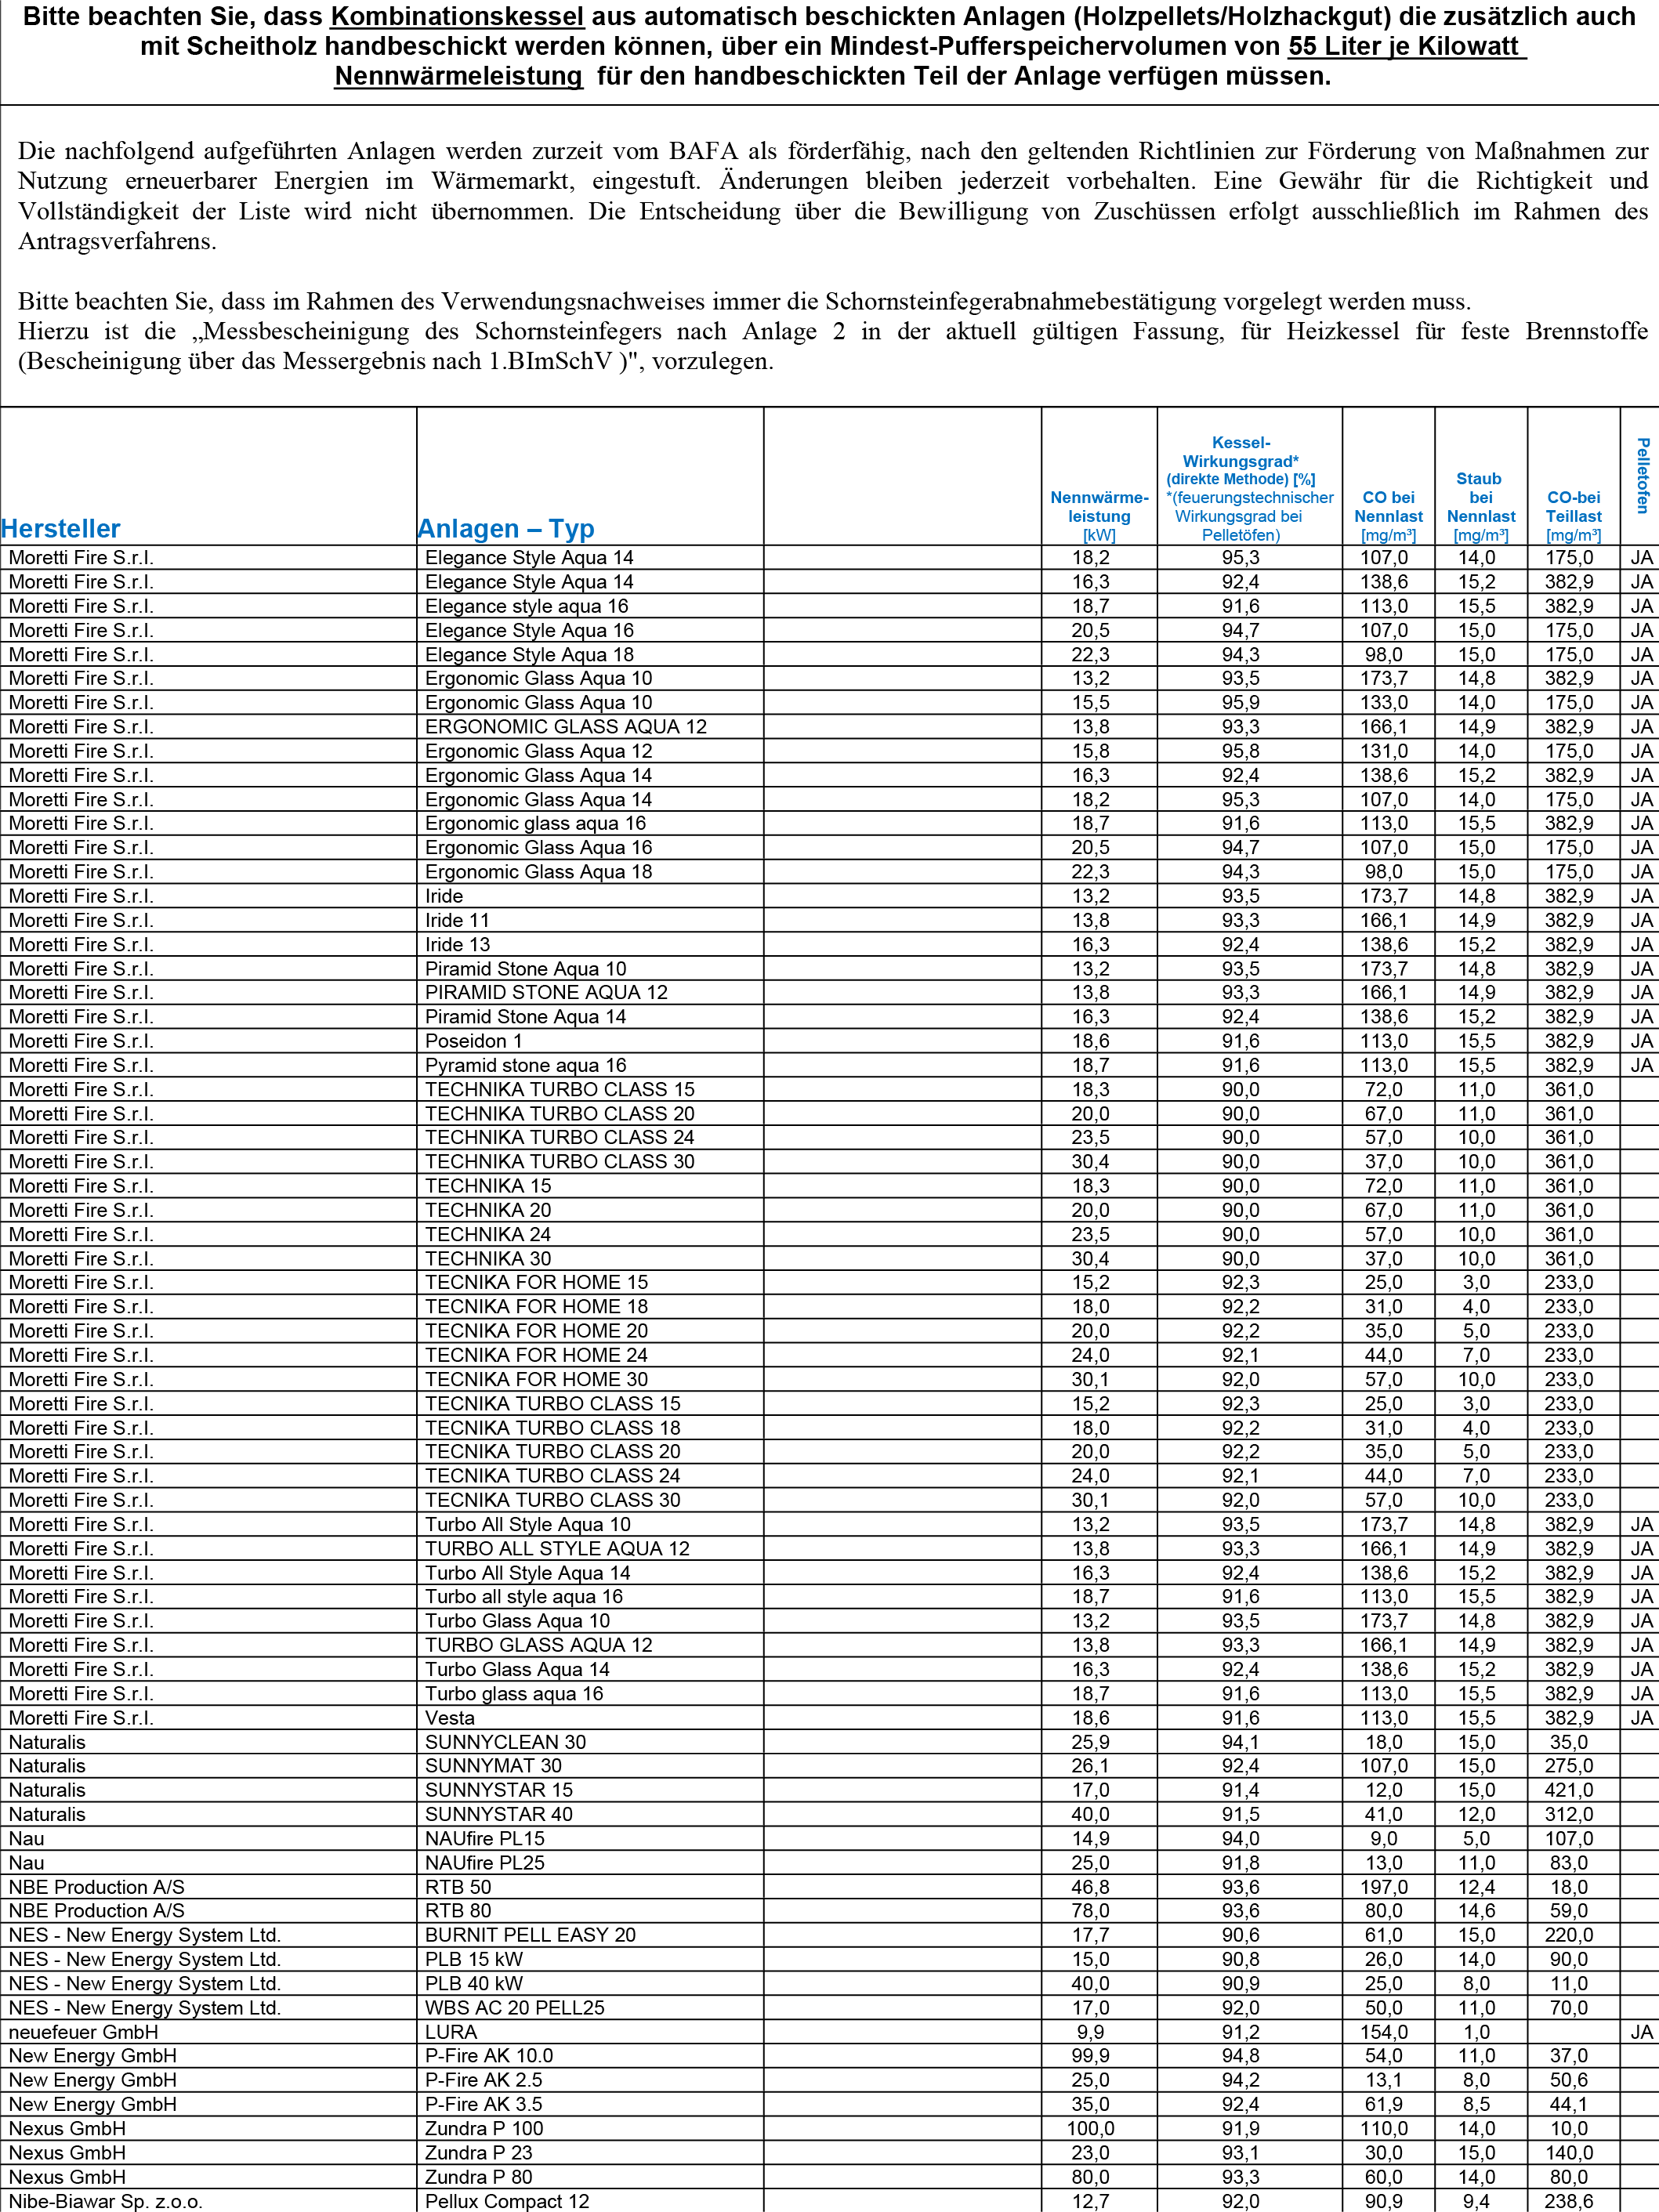 Bitte beachten Sie, dass Kombinationskessel aus automatisch beschickten Anlagen (Holzpellets/Holzhackgut) die zusätzlich auch
mit Scheitholz handbeschickt werden können, über ein Mindest-Pufferspeichervolumen von 55 Liter je Kilowatt
Nennwärmeleistung für den handbeschickten Teil der Anlage verfügen müssen.
Die nachfolgend aufgeführten Anlagen werden zurzeit vom BAFA als förderfähig, nach den geltenden Richtlinien zur Förderung von Maßnahmen zur
Nutzung erneuerbarer Energien im Wärmemarkt, eingestuft. Änderungen bleiben jederzeit vorbehalten. Eine Gewähr für die Richtigkeit und
Vollständigkeit der Liste wird nicht übernommen. Die Entscheidung über die Bewilligung von Zuschüssen erfolgt ausschließlich im Rahmen des
Antragsverfahrens.
Bitte beachten Sie, dass im Rahmen des Verwendungsnachweises immer die Schornsteinfegerabnahmebestätigung vorgelegt werden muss.
Hierzu ist die „Messbescheinigung des Schornsteinfegers nach Anlage 2 in der aktuell gültigen Fassung, für Heizkessel für feste Brennstoffe
(Bescheinigung über das Messergebnis nach 1.BImSchV )", vorzulegen.
Hersteller
Anlagen – Typ
Nennwärme-
leistung
[kW]
Kessel-
Wirkungsgrad*
(direkte Methode) [%]
*(feuerungstechnischer
Wirkungsgrad bei
Pelletöfen)
CO bei
Nennlast
[mg/m³]
Staub
bei
Nennlast
[mg/m³]
CO-bei
Teillast
[mg/m³]
Pelletofen
Moretti Fire S.r.l. Elegance Style Aqua 14 18,2 95,3 107,0 14,0 175,0 JA
Moretti Fire S.r.l. Elegance Style Aqua 14 16,3 92,4 138,6 15,2 382,9 JA
Moretti Fire S.r.l. Elegance style aqua 16 18,7 91,6 113,0 15,5 382,9 JA
Moretti Fire S.r.l. Elegance Style Aqua 16 20,5 94,7 107,0 15,0 175,0 JA
Moretti Fire S.r.l. Elegance Style Aqua 18 22,3 94,3 98,0 15,0 175,0 JA
Moretti Fire S.r.l. Ergonomic Glass Aqua 10 13,2 93,5 173,7 14,8 382,9 JA
Moretti Fire S.r.l. Ergonomic Glass Aqua 10 15,5 95,9 133,0 14,0 175,0 JA
Moretti Fire S.r.l. ERGONOMIC GLASS AQUA 12 13,8 93,3 166,1 14,9 382,9 JA
Moretti Fire S.r.l. Ergonomic Glass Aqua 12 15,8 95,8 131,0 14,0 175,0 JA
Moretti Fire S.r.l. Ergonomic Glass Aqua 14 16,3 92,4 138,6 15,2 382,9 JA
Moretti Fire S.r.l. Ergonomic Glass Aqua 14 18,2 95,3 107,0 14,0 175,0 JA
Moretti Fire S.r.l. Ergonomic glass aqua 16 18,7 91,6 113,0 15,5 382,9 JA
Moretti Fire S.r.l. Ergonomic Glass Aqua 16 20,5 94,7 107,0 15,0 175,0 JA
Moretti Fire S.r.l. Ergonomic Glass Aqua 18 22,3 94,3 98,0 15,0 175,0 JA
Moretti Fire S.r.l. Iride 13,2 93,5 173,7 14,8 382,9 JA
Moretti Fire S.r.l. Iride 11 13,8 93,3 166,1 14,9 382,9 JA
Moretti Fire S.r.l. Iride 13 16,3 92,4 138,6 15,2 382,9 JA
Moretti Fire S.r.l. Piramid Stone Aqua 10 13,2 93,5 173,7 14,8 382,9 JA
Moretti Fire S.r.l. PIRAMID STONE AQUA 12 13,8 93,3 166,1 14,9 382,9 JA
Moretti Fire S.r.l. Piramid Stone Aqua 14 16,3 92,4 138,6 15,2 382,9 JA
Moretti Fire S.r.l. Poseidon 1 18,6 91,6 113,0 15,5 382,9 JA
Moretti Fire S.r.l. Pyramid stone aqua 16 18,7 91,6 113,0 15,5 382,9 JA
Moretti Fire S.r.l. TECHNIKA TURBO CLASS 15 18,3 90,0 72,0 11,0 361,0
Moretti Fire S.r.l. TECHNIKA TURBO CLASS 20 20,0 90,0 67,0 11,0 361,0
Moretti Fire S.r.l. TECHNIKA TURBO CLASS 24 23,5 90,0 57,0 10,0 361,0
Moretti Fire S.r.l. TECHNIKA TURBO CLASS 30 30,4 90,0 37,0 10,0 361,0
Moretti Fire S.r.l. TECHNIKA 15 18,3 90,0 72,0 11,0 361,0
Moretti Fire S.r.l. TECHNIKA 20 20,0 90,0 67,0 11,0 361,0
Moretti Fire S.r.l. TECHNIKA 24 23,5 90,0 57,0 10,0 361,0
Moretti Fire S.r.l. TECHNIKA 30 30,4 90,0 37,0 10,0 361,0
Moretti Fire S.r.l. TECNIKA FOR HOME 15 15,2 92,3 25,0 3,0 233,0
Moretti Fire S.r.l. TECNIKA FOR HOME 18 18,0 92,2 31,0 4,0 233,0
Moretti Fire S.r.l. TECNIKA FOR HOME 20 20,0 92,2 35,0 5,0 233,0
Moretti Fire S.r.l. TECNIKA FOR HOME 24 24,0 92,1 44,0 7,0 233,0
Moretti Fire S.r.l. TECNIKA FOR HOME 30 30,1 92,0 57,0 10,0 233,0
Moretti Fire S.r.l. TECNIKA TURBO CLASS 15 15,2 92,3 25,0 3,0 233,0
Moretti Fire S.r.l. TECNIKA TURBO CLASS 18 18,0 92,2 31,0 4,0 233,0
Moretti Fire S.r.l. TECNIKA TURBO CLASS 20 20,0 92,2 35,0 5,0 233,0
Moretti Fire S.r.l. TECNIKA TURBO CLASS 24 24,0 92,1 44,0 7,0 233,0
Moretti Fire S.r.l. TECNIKA TURBO CLASS 30 30,1 92,0 57,0 10,0 233,0
Moretti Fire S.r.l. Turbo All Style Aqua 10 13,2 93,5 173,7 14,8 382,9 JA
Moretti Fire S.r.l. TURBO ALL STYLE AQUA 12 13,8 93,3 166,1 14,9 382,9 JA
Moretti Fire S.r.l. Turbo All Style Aqua 14 16,3 92,4 138,6 15,2 382,9 JA
Moretti Fire S.r.l. Turbo all style aqua 16 18,7 91,6 113,0 15,5 382,9 JA
Moretti Fire S.r.l. Turbo Glass Aqua 10 13,2 93,5 173,7 14,8 382,9 JA
Moretti Fire S.r.l. TURBO GLASS AQUA 12 13,8 93,3 166,1 14,9 382,9 JA
Moretti Fire S.r.l. Turbo Glass Aqua 14 16,3 92,4 138,6 15,2 382,9 JA
Moretti Fire S.r.l. Turbo glass aqua 16 18,7 91,6 113,0 15,5 382,9 JA
Moretti Fire S.r.l. Vesta 18,6 91,6 113,0 15,5 382,9 JA
Naturalis SUNNYCLEAN 30 25,9 94,1 18,0 15,0 35,0
Naturalis SUNNYMAT 30 26,1 92,4 107,0 15,0 275,0
Naturalis SUNNYSTAR 15 17,0 91,4 12,0 15,0 421,0
Naturalis SUNNYSTAR 40 40,0 91,5 41,0 12,0 312,0
Nau NAUfire PL15 14,9 94,0 9,0 5,0 107,0
Nau NAUfire PL25 25,0 91,8 13,0 11,0 83,0
NBE Production A/S RTB 50 46,8 93,6 197,0 12,4 18,0
NBE Production A/S RTB 80 78,0 93,6 80,0 14,6 59,0
NES - New Energy System Ltd. BURNIT PELL EASY 20 17,7 90,6 61,0 15,0 220,0
NES - New Energy System Ltd. PLB 15 kW 15,0 90,8 26,0 14,0 90,0
NES - New Energy System Ltd. PLB 40 kW 40,0 90,9 25,0 8,0 11,0
NES - New Energy System Ltd. WBS AC 20 PELL25 17,0 92,0 50,0 11,0 70,0
neuefeuer GmbH LURA 9,9 91,2 154,0 1,0 JA
New Energy GmbH P-Fire AK 10.0 99,9 94,8 54,0 11,0 37,0
New Energy GmbH P-Fire AK 2.5 25,0 94,2 13,1 8,0 50,6
New Energy GmbH P-Fire AK 3.5 35,0 92,4 61,9 8,5 44,1
Nexus GmbH Zundra P 100 100,0 91,9 110,0 14,0 10,0
Nexus GmbH Zundra P 23 23,0 93,1 30,0 15,0 140,0
Nexus GmbH Zundra P 80 80,0 93,3 60,0 14,0 80,0
Nibe-Biawar Sp. z.o.o. Pellux Compact 12 12,7 92,0 90,9 9,4 238,6